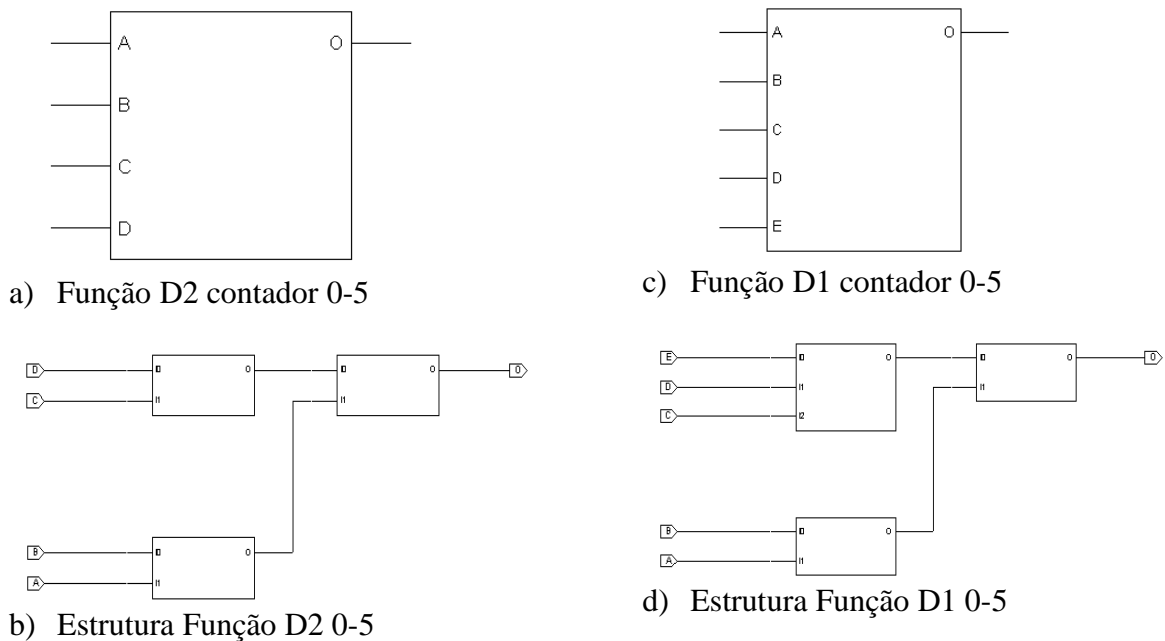 A O
B
C
D
a) Função D2 contador 0-5
A O
B
C
D
E
c) Função D1 contador 0-5
D I0 O I0 O O
C I1 I1
B I0 O
A I1
b) Estrutura Função D2 0-5
E I0 O I0 O O
D I1 I1
C I2
B I0 O
A I1
d) Estrutura Função D1 0-5